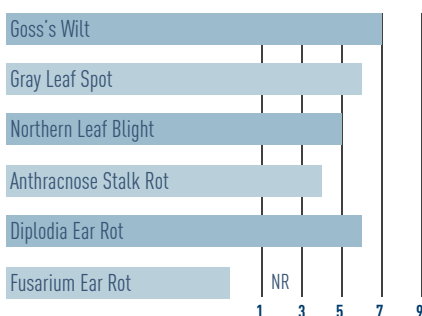 Goss's Wilt
Gray Leaf Spot
Northern Leaf Blight
Anthracnose Stalk Rot
Diplodia Ear Rot
Fusarium Ear Rot NR
1 3 5 7 9